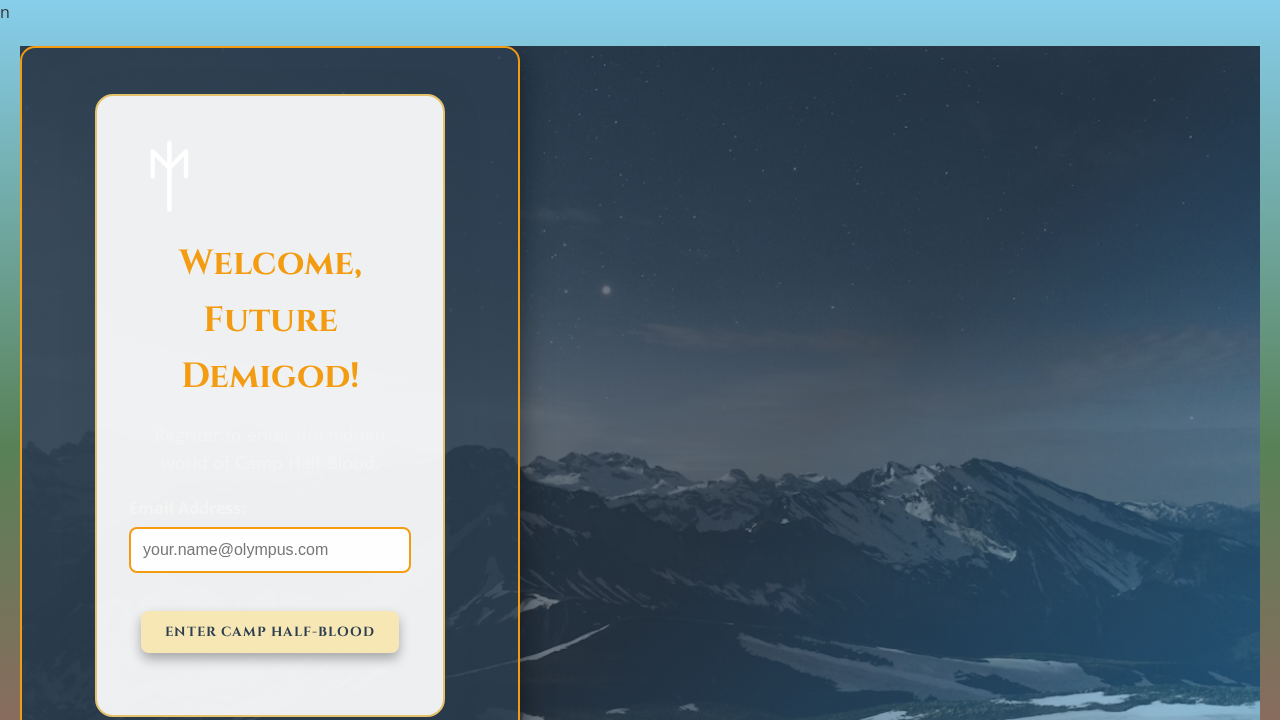 n
Welcome,
Future
Demigod!
Register to enter the hidden
world of Camp Half-Blood.
Email Address:
your.name@olympus.com
ENTER CAMP HALF-BLOOD